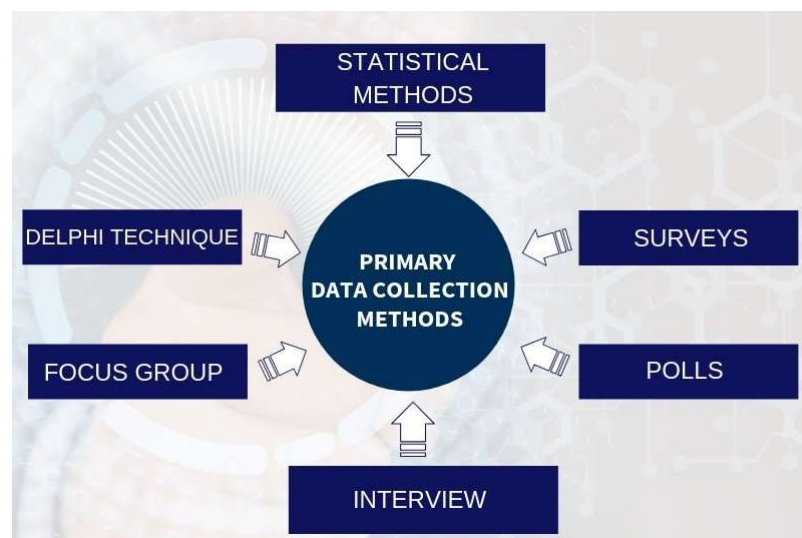 STATISTICAL
METHODS
DELPHI TECHNIQUE
SURVEYS
PRIMARY
DATA COLLECTION
METHODS
FOCUS GROUP
POLLS
INTERVIEW